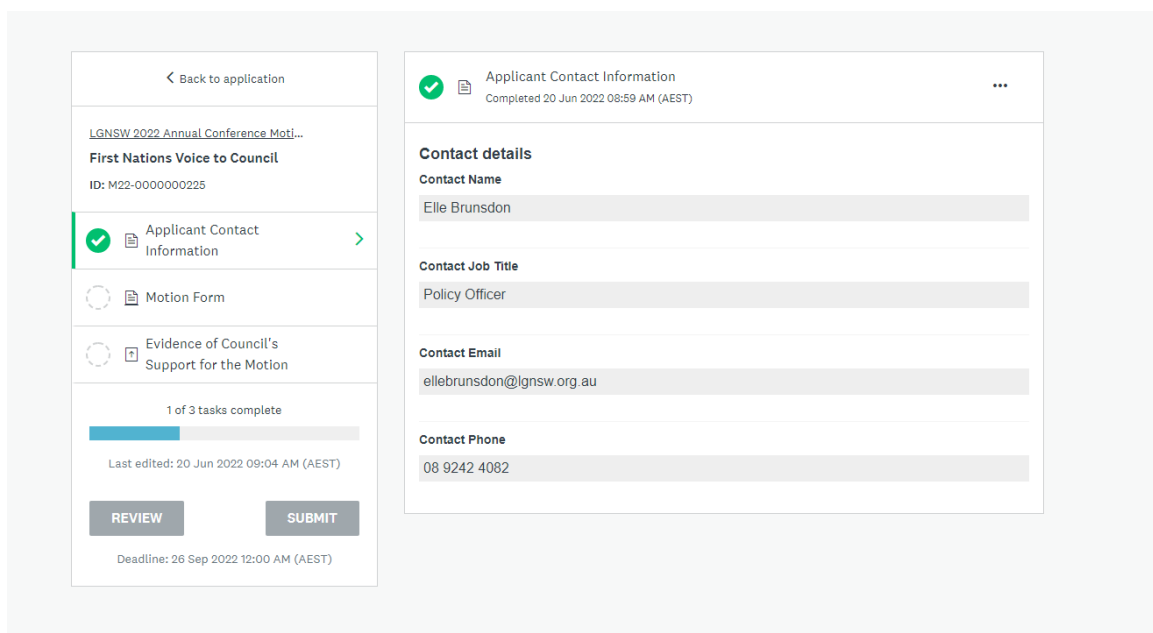 Back to application
LGNSW 2022 Annual Conference Moti...
First Nations Voice to Council
ID: M22-0000000225
Applicant Contact
Information
Motion Form
Evidence of Council's
Support for the Motion
1 of 3 tasks complete
Last edited: 20 Jun 2022 09:04 AM (AEST)
REVIEW
SUBMIT
Deadline: 26 Sep 2022 12:00 AM (AEST)
Applicant Contact Information
Completed 20 Jun 2022 08:59 AM (AEST)
Contact details
Contact Name
Elle Brunsdon
Contact Job Title
Policy Officer
Contact Email
ellebrunsdon@lgnsw.org.au
Contact Phone
08 9242 4082